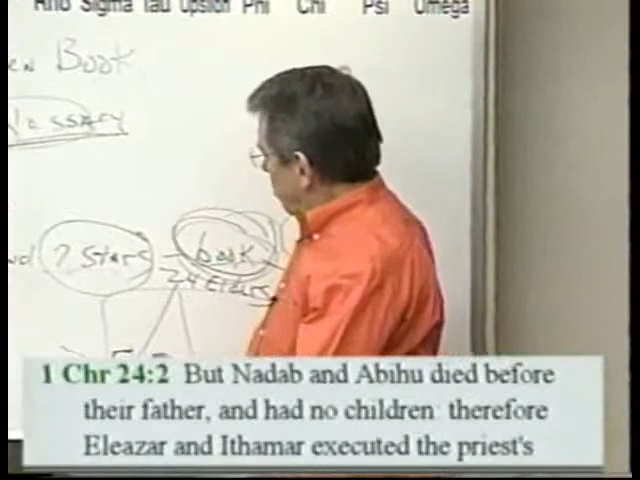 Rho Sigma Tau Upsilon Phi Chi Psi Omega
Book
7 Stars - book
24 Elders
1 Chr 24:2 But Nadab and Abihu died before
their father, and had no children: therefore
Eleazar and Ithamar executed the priest's